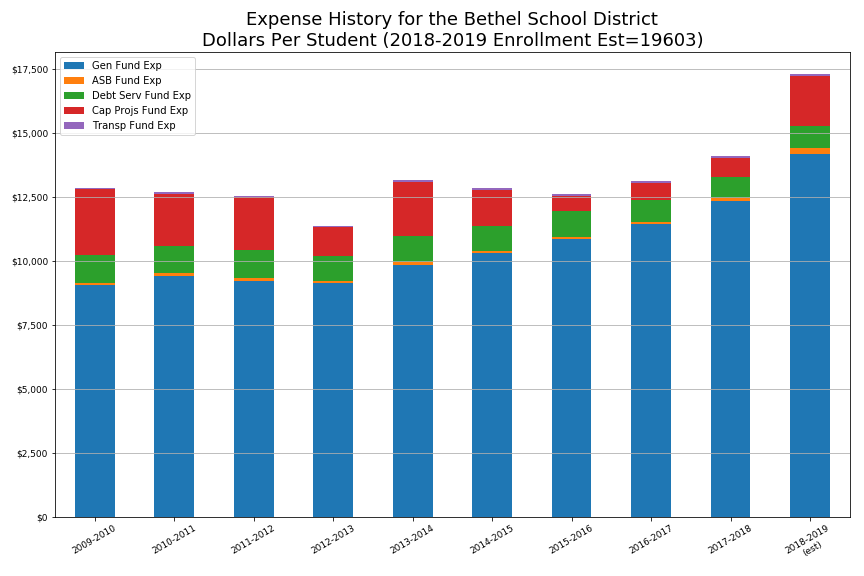 Expense History for the Bethel School District
Dollars Per Student (2018-2019 Enrollment Est=19603)
Gen Fund Exp
ASB Fund Exp
Debt Serv Fund Exp
Cap Projs Fund Exp
Transp Fund Exp
$17,500
$15,000
$12,500
$10,000
$7,500
$5,000
$2,500
$0
2009-2010
2010-2011
2011-2012
2012-2013
2013-2014
2014-2015
2015-2016
2016-2017
2017-2018
2018-2019
(est)